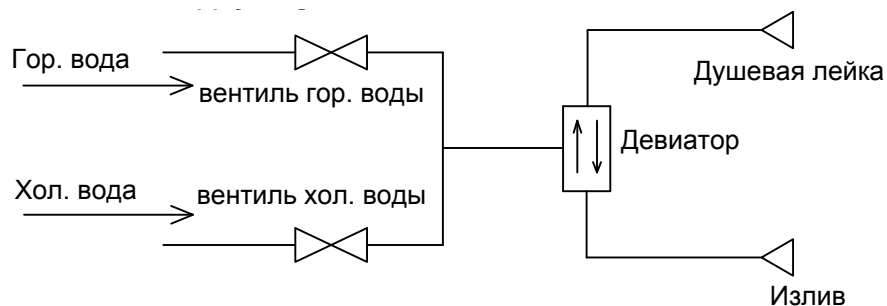 Гор. вода
вентиль гор. воды
Душевая лейка
Девиатор
Хол. вода
вентиль хол. воды
Излив